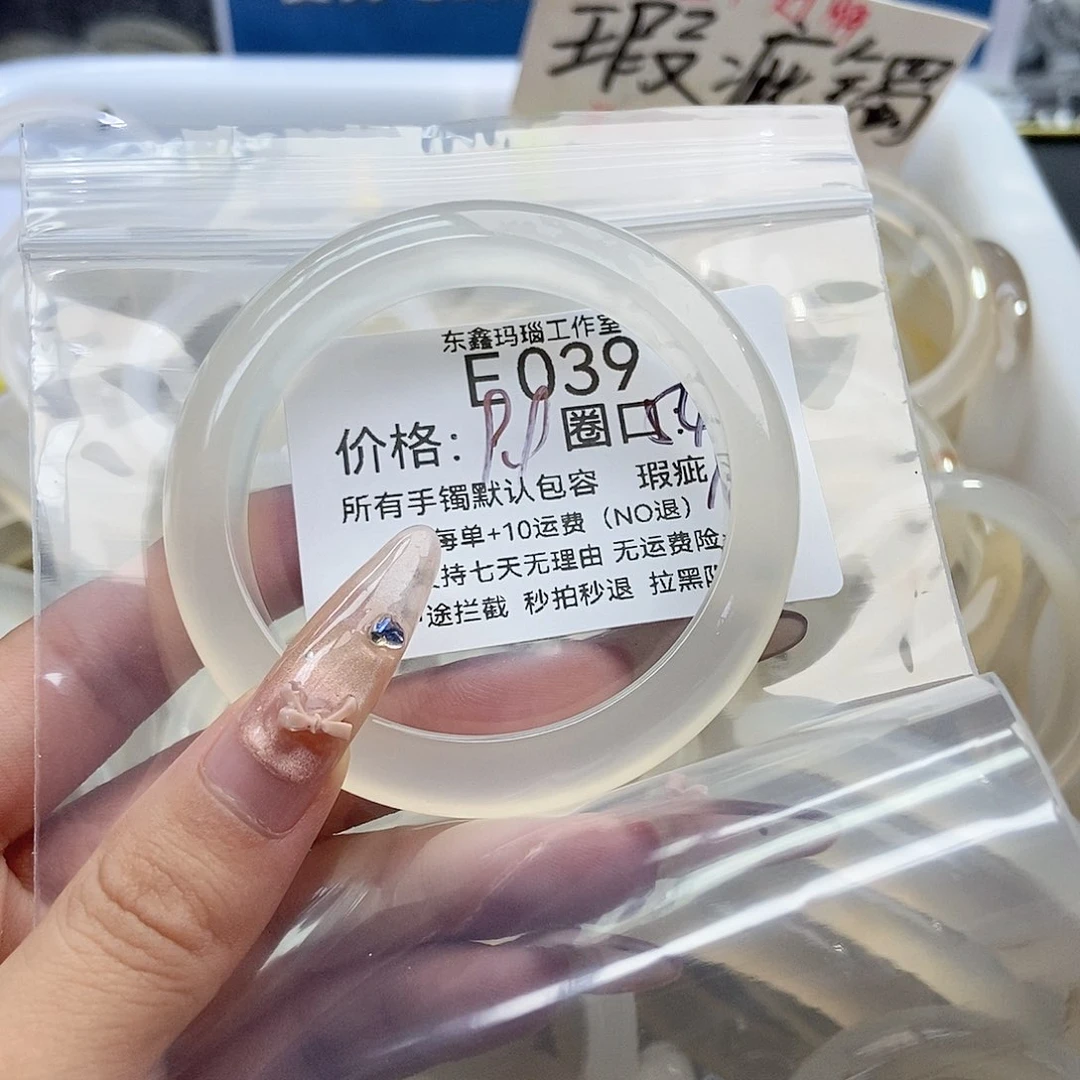 瑕疵镯
东鑫玛瑙工作室
E039
价格: 圈口: 54
所有手镯默认包容 瑕疵
每单+10运费（NO退）
持七天无理由 无运费险
途拦截 秒拍秒退 拉黑